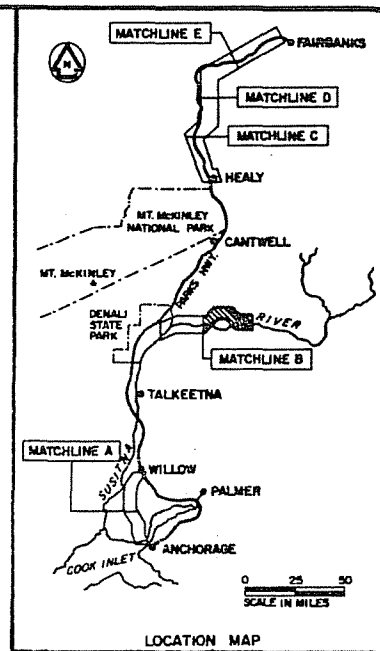 MATCHLINE E
FAIRBANKS
N
MATCHLINE D
MATCHLINE C
HEALY
MT. McKINLEY
NATIONAL PARK
CANTWELL
MT. McKINLEY
PARKS HWY.
DENALI
STATE
PARK
RIVER
MATCHLINE B
TALKEETNA
MATCHLINE A
SUSITNA
WILLOW
PALMER
COOK INLET
ANCHORAGE
0 25 50
SCALE IN MILES
LOCATION MAP